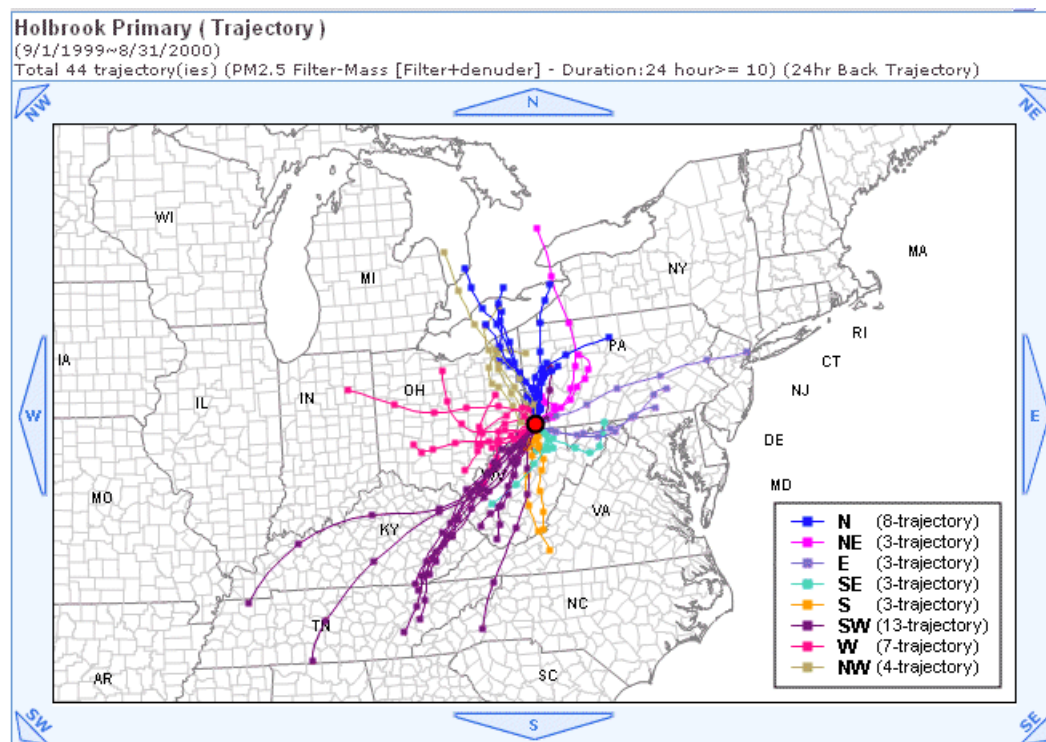 Holbrook Primary ( Trajectory )
(9/1/1999~8/31/2000)
Total 44 trajectory(ies) (PM2.5 Filter-Mass [Filter+denuder] - Duration:24 hour>= 10) (24hr Back Trajectory)
NW
N
NE
WI
MA
MI
NY
RI
IA
PA
CT
OH
NJ
IN
IL
W
E
DE
WV
MD
MO
VA
KY
N (8-trajectory)
NE (3-trajectory)
E (3-trajectory)
SE (3-trajectory)
S (3-trajectory)
SW (13-trajectory)
W (7-trajectory)
NW (4-trajectory)
NC
TN
SC
AR
SW
S
SE